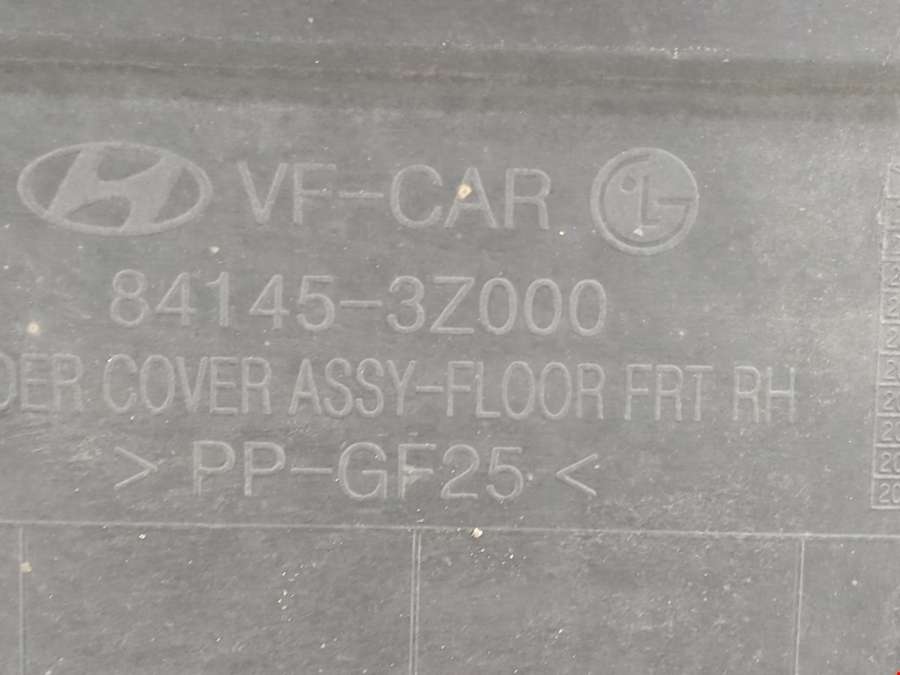 VF-CAR
84145-3Z000
DER COVER ASSY-FLOOR FRT RH
> PP-GF25 <